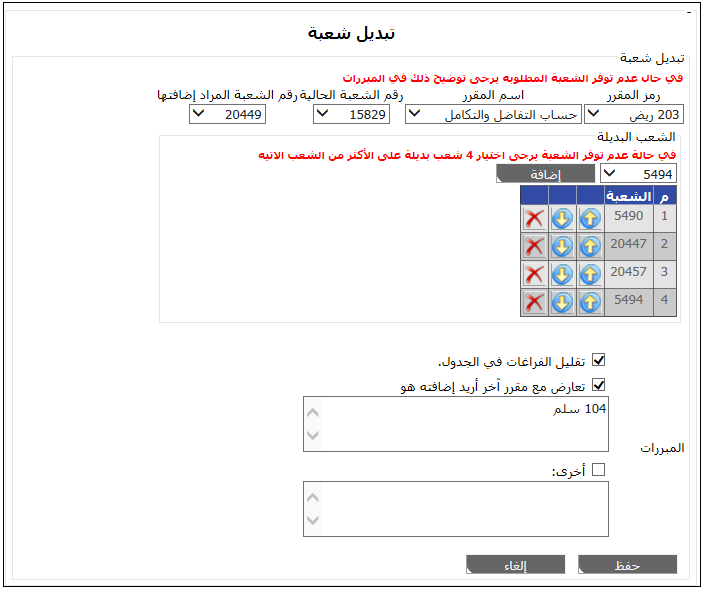 تبديل شعبة
تبديل شعبة
في حال عدم توفر الشعبة المطلوبة يرجى توضيح ذلك في المبررات
رمز المقرر اسم المقرر رقم الشعبة الحالية رقم الشعبة المراد إضافتها
203 ريض حساب التفاضل والتكامل 15829 20449
الشعب البديلة
في حالة عدم توفر الشعبة يرجى اختيار 4 شعب بديلة على الأكثر من الشعب الاتيه
5494 إضافة
م الشعبة
1 5490
2 20447
3 20457
4 5494
تقليل الفراغات في الجدول.
تعارض مع مقرر آخر أريد إضافته هو
104 سلم
المبررات
أخرى:
حفظ إلغاء